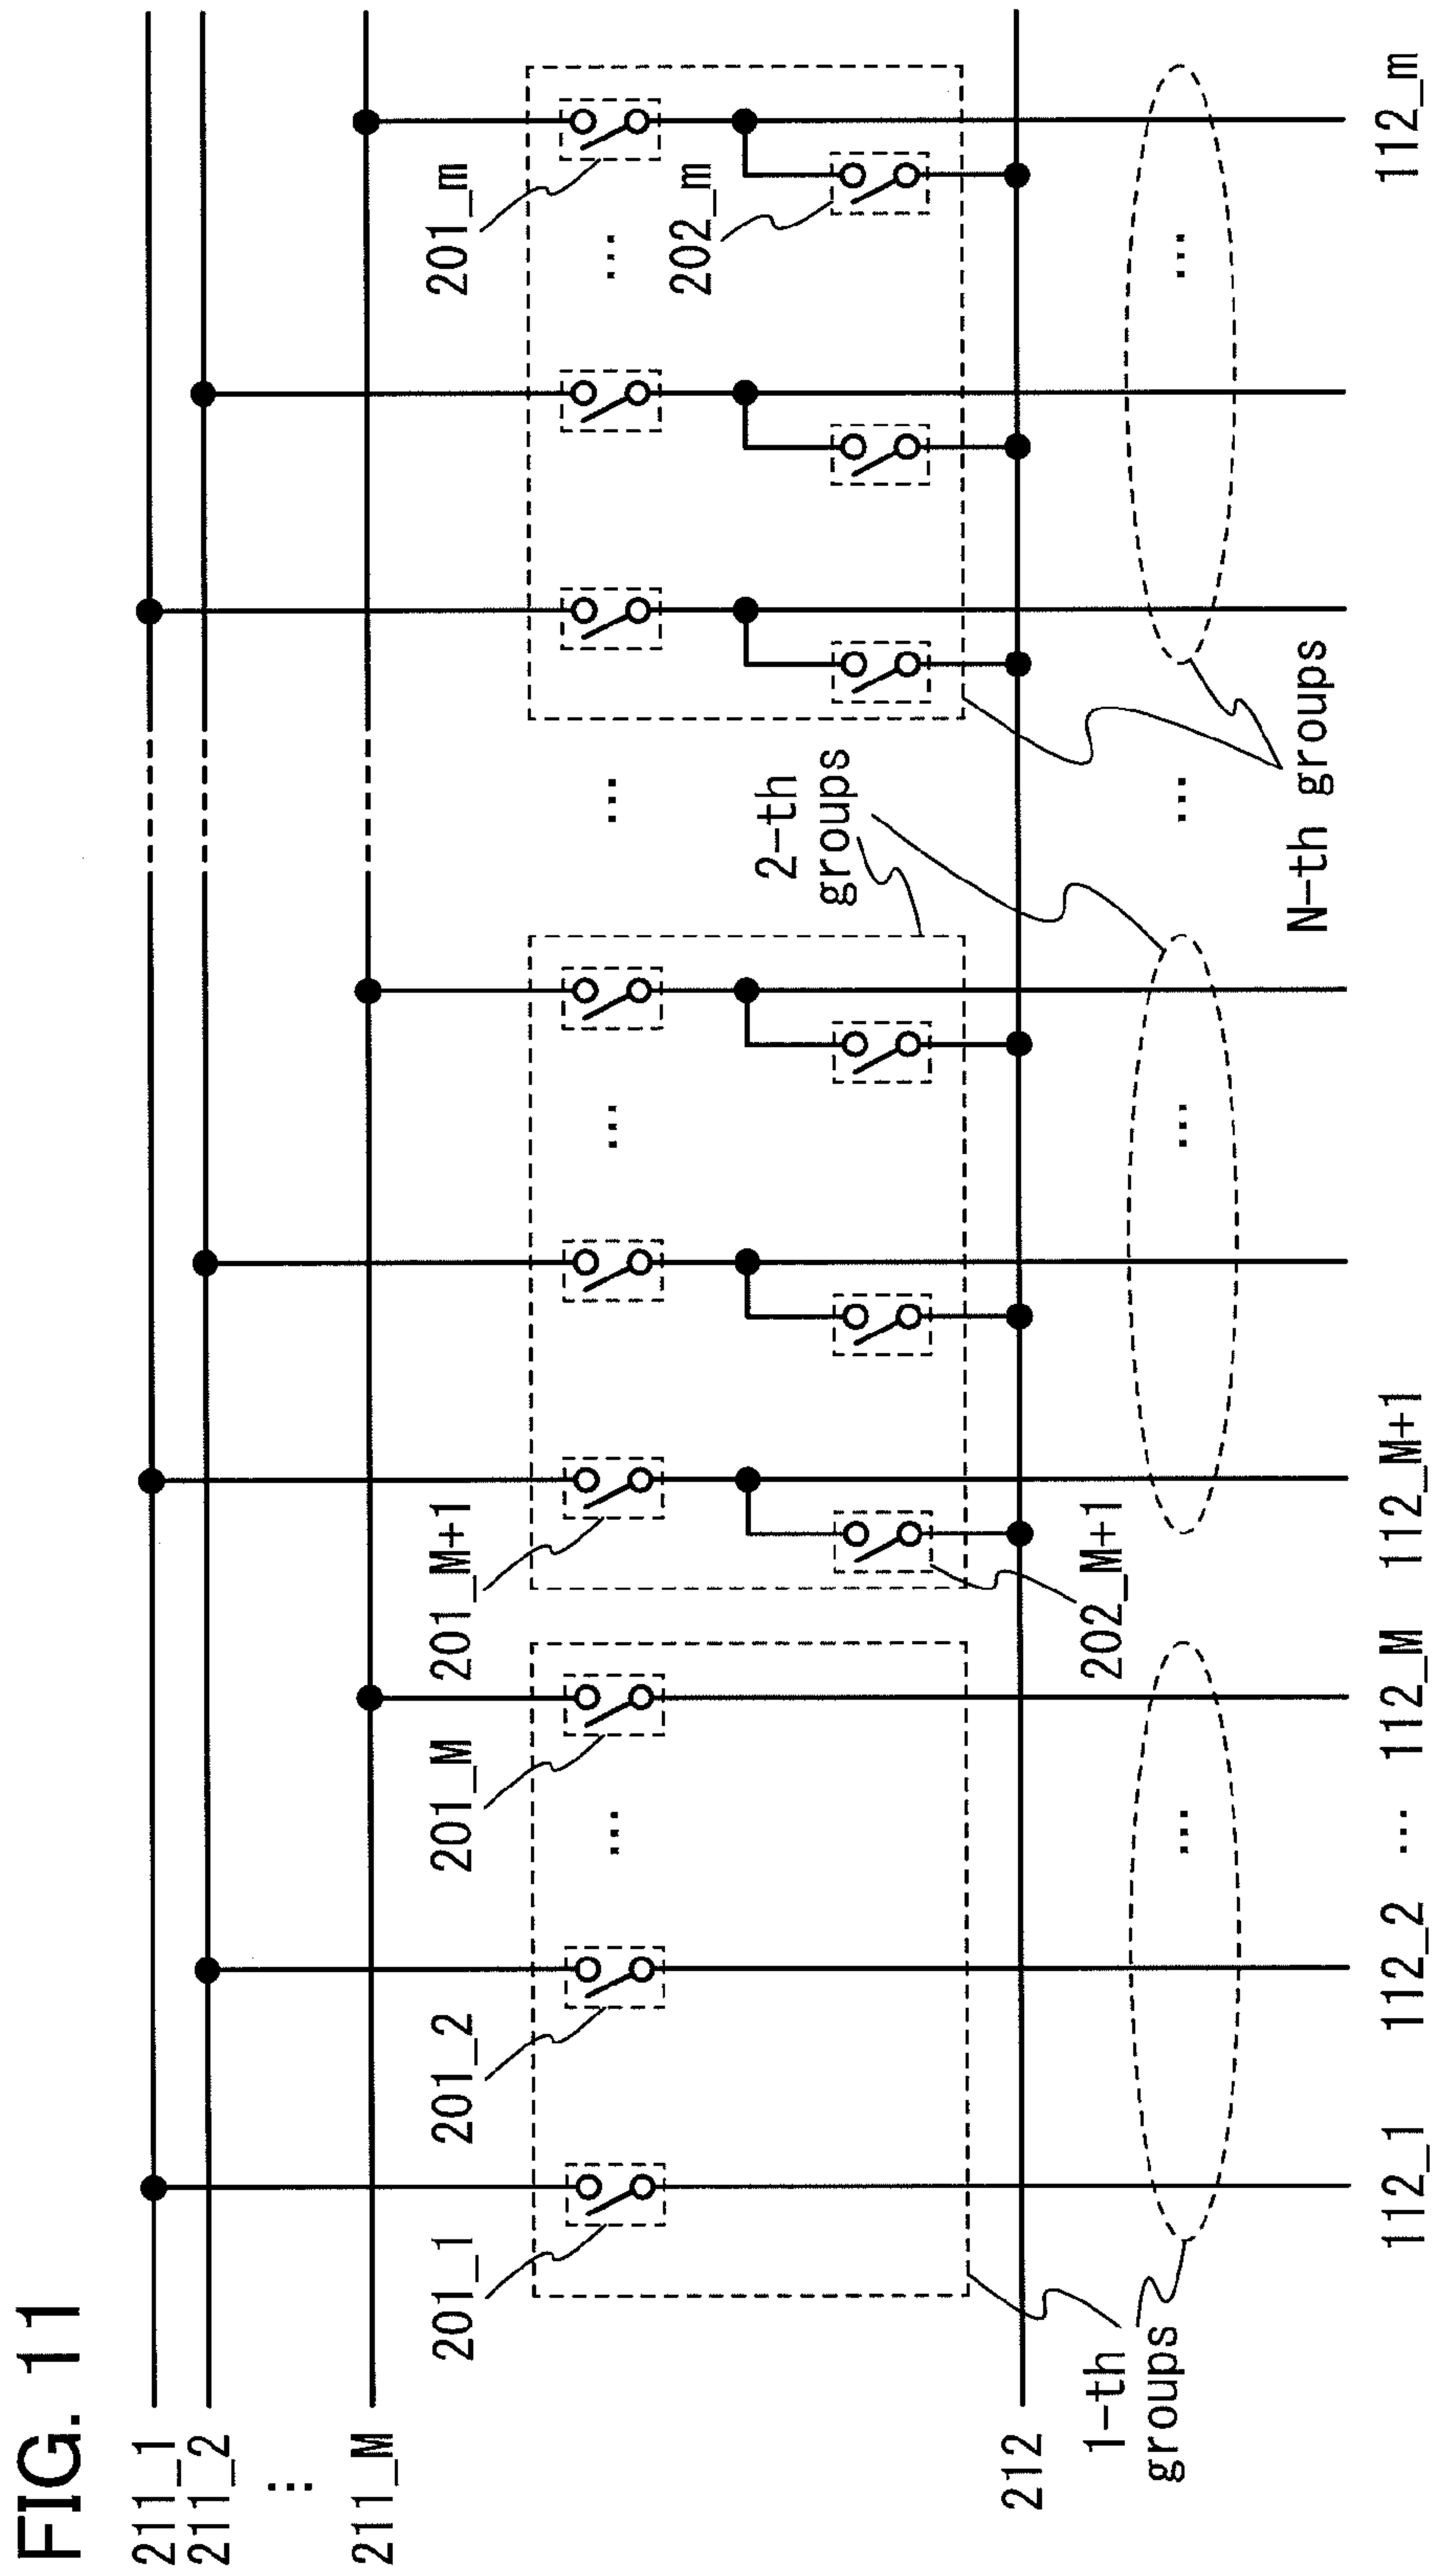 FIG. 11
211_1
211_2
...
211_M
201_1
201_2
...
201_M
201_M+1
...
...
...
201_m
202_m
2-th
groups
202_M+1
212
1-th
groups
...
...
...
...
N-th groups
112_1
112_2
...
112_M
112_M+1
112_m